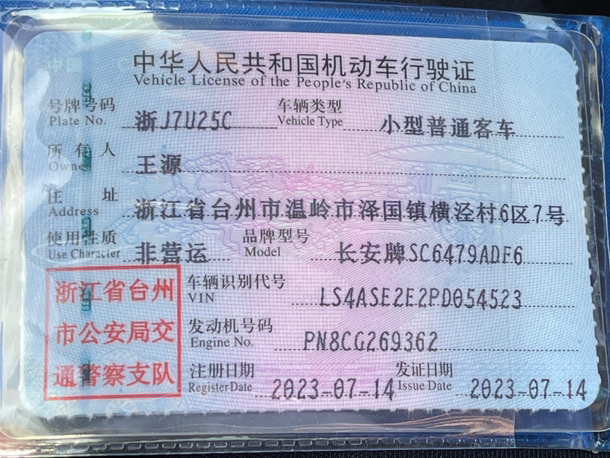 中华人民共和国机动车行驶证
Vehicle License of the People's Republic of China
号牌号码 浙J7U25C 车辆类型 小型普通客车
Plate No. Vehicle Type
所有人 王源
Owner
住址 浙江省台州市温岭市泽国镇横泾村6区7号
Address
使用性质 非营运 品牌型号 长安牌SC6479ADF6
Use Character Model
浙江省台州
市公安局交
通警察支队
车辆识别代号 LS4ASE2E2PD054523
VIN
发动机号码 PN8CG269362
Engine No.
注册日期 2023-07-14 发证日期 2023-07-14
Register Date Issue Date